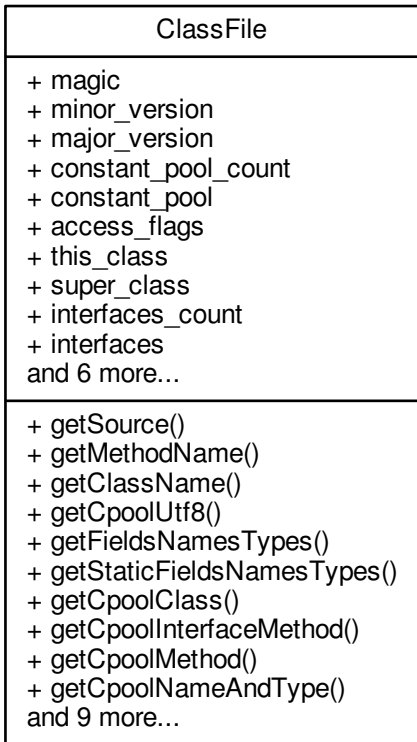 ClassFile
+ magic
+ minor_version
+ major_version
+ constant_pool_count
+ constant_pool
+ access_flags
+ this_class
+ super_class
+ interfaces_count
+ interfaces
and 6 more...
+ getSource()
+ getMethodName()
+ getClassName()
+ getCpoolUtf8()
+ getFieldsNamesTypes()
+ getStaticFieldsNamesTypes()
+ getCpoolClass()
+ getCpoolInterfaceMethod()
+ getCpoolMethod()
+ getCpoolNameAndType()
and 9 more...